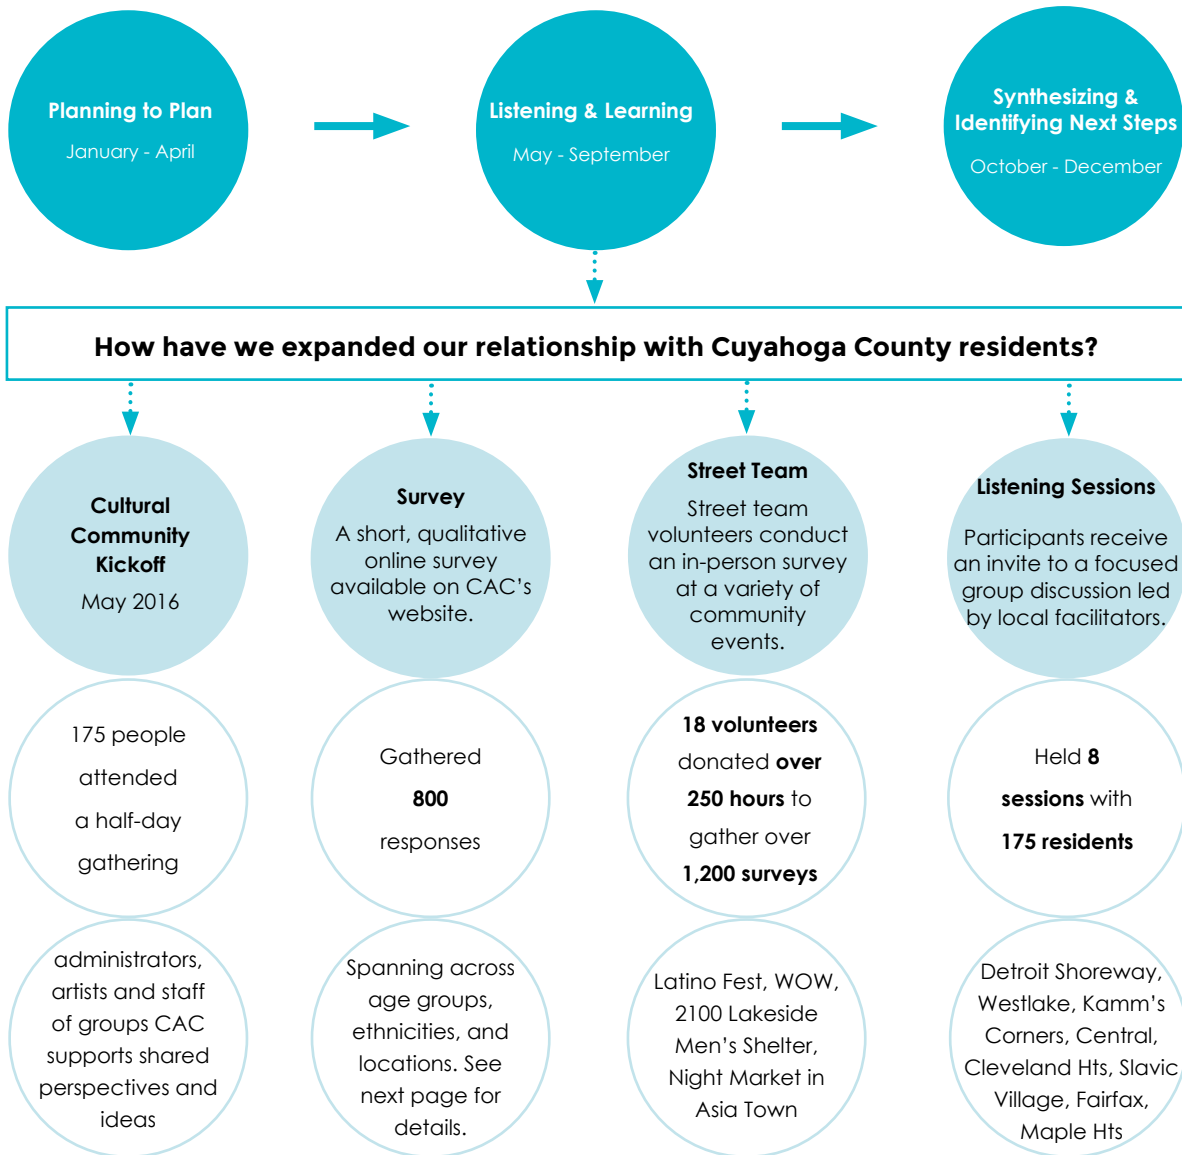 Planning to Plan
January - April
Listening & Learning
May - September
Synthesizing &
Identifying Next Steps
October - December
How have we expanded our relationship with Cuyahoga County residents?
Cultural
Community
Kickoff
May 2016
Survey
A short, qualitative
online survey
available on CAC's
website.
Street Team
Street team
volunteers conduct
an in-person survey
at a variety of
community
events.
Listening Sessions
Participants receive
an invite to a focused
group discussion led
by local facilitators.
175 people
attended
a half-day
gathering
Gathered
800
responses
18 volunteers
donated over
250 hours to
gather over
1,200 surveys
Held 8
sessions with
175 residents
administrators,
artists and staff
of groups CAC
supports shared
perspectives and
ideas
Spanning across
age groups,
ethnicities, and
locations. See
next page for
details.
Latino Fest, WOW,
2100 Lakeside
Men's Shelter,
Night Market in
Asia Town
Detroit Shoreway,
Westlake, Kamm's
Corners, Central,
Cleveland Hts, Slavic
Village, Fairfax,
Maple Hts